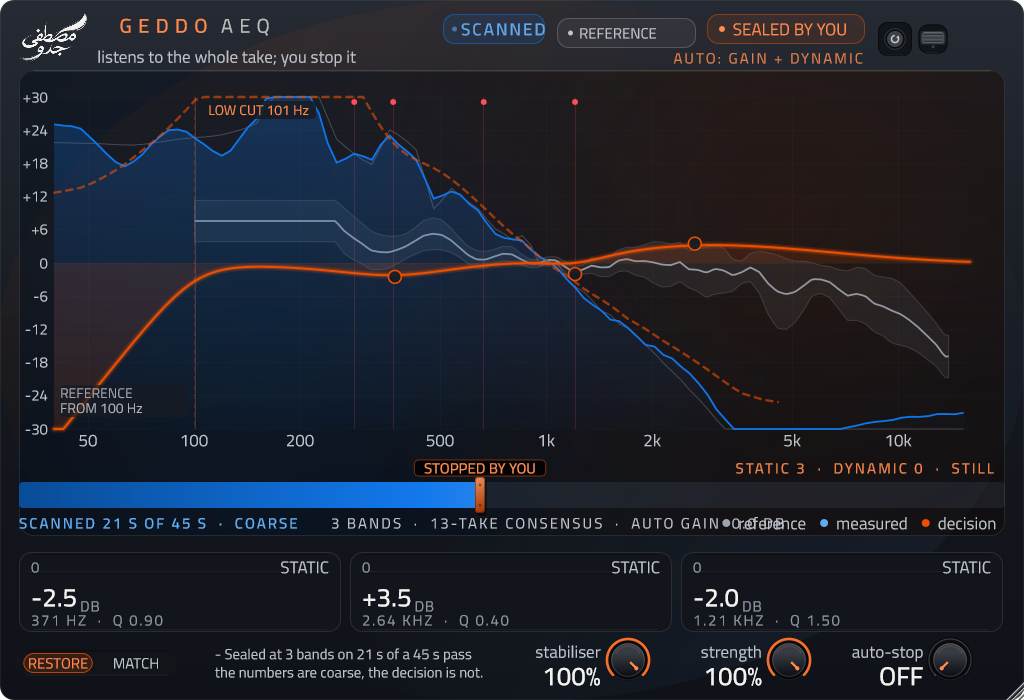 مصطفى جدو
GEDDO AEQ
listens to the whole take; you stop it
SCANNED
REFERENCE
SEALED BY YOU
AUTO: GAIN + DYNAMIC
+30
+24
+18
+12
+6
0
-6
-12
-18
-24
-30
LOW CUT 101 Hz
REFERENCE
FROM 100 Hz
50 100 200 500 1k 2k 5k 10k
STOPPED BY YOU
STATIC 3 · DYNAMIC 0 · STILL
SCANNED 21 S OF 45 S · COARSE
3 BANDS · 13-TAKE CONSENSUS · AUTO GAIN 0.0 DB
reference measured decision
0 STATIC
-2.5 DB
371 HZ · Q 0.90
0 STATIC
+3.5 DB
2.64 KHZ · Q 0.40
0 STATIC
-2.0 DB
1.21 KHZ · Q 1.50
RESTORE MATCH
- Sealed at 3 bands on 21 s of a 45 s pass
the numbers are coarse, the decision is not.
stabiliser
100%
strength
100%
auto-stop
OFF